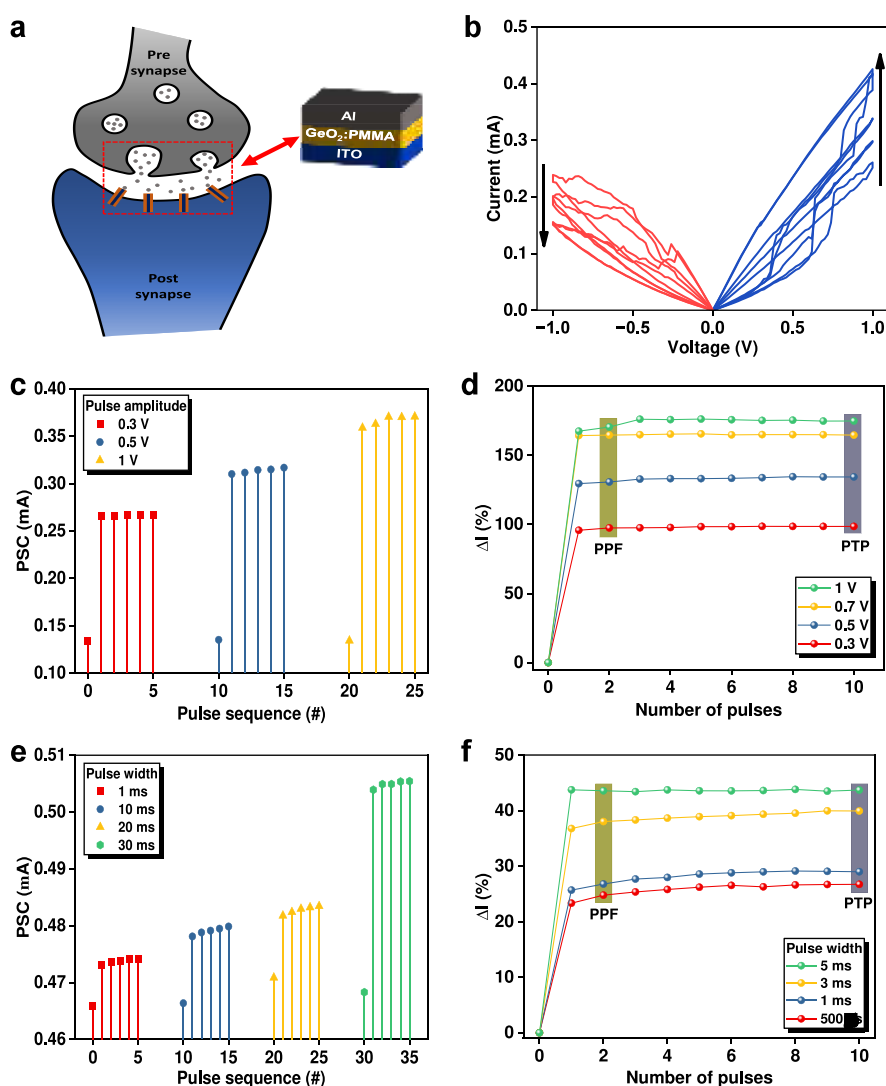 a
Pre
synapse
Post
synapse
Al
GeO₂:PMMA
ITO
b
0.5
0.4
0.3
0.2
0.1
0.0
Current (mA)
−1.0 −0.5 0.0 0.5 1.0
Voltage (V)
c
0.40
0.35
0.30
0.25
0.20
0.15
0.10
PSC (mA)
Pulse amplitude
0.3 V
0.5 V
1 V
0 5 10 15 20 25
Pulse sequence (#)
d
200
150
100
50
0
ΔI (%)
PPF
PTP
1 V
0.7 V
0.5 V
0.3 V
0 2 4 6 8 10
Number of pulses
e
0.51
0.50
0.49
0.48
0.47
0.46
PSC (mA)
Pulse width
1 ms
10 ms
20 ms
30 ms
0 5 10 15 20 25 30 35
Pulse sequence (#)
f
50
40
30
20
10
0
ΔI (%)
PPF
PTP
Pulse width
5 ms
3 ms
1 ms
0 2 4 6 8 10
Number of pulses